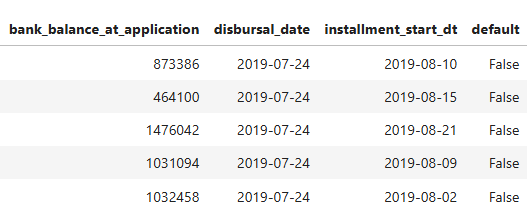 bank_balance_at_application disbursal_date installment_start_dt default
873386 2019-07-24 2019-08-10 False
464100 2019-07-24 2019-08-15 False
1476042 2019-07-24 2019-08-21 False
1031094 2019-07-24 2019-08-09 False
1032458 2019-07-24 2019-08-02 False